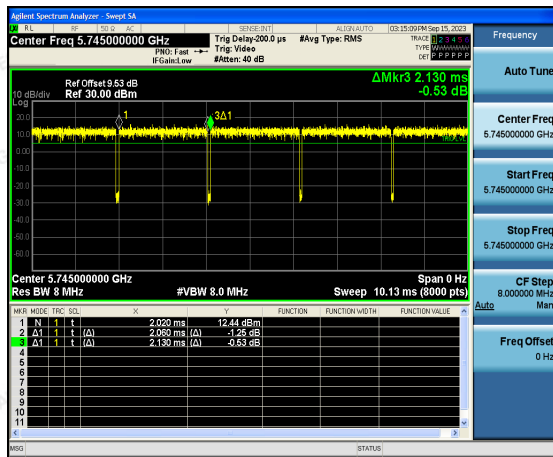 Agilent Spectrum Analyzer - Swept SA
RL RF 50 Ω AC SENSE:INT ALIGN AUTO 03:15:09 PM Sep 15, 2023
Center Freq 5.745000000 GHz
PNO: Fast
IFGain:Low
Trig Delay-200.0 µs
Trig: Video
#Atten: 40 dB
#Avg Type: RMS
TRACE 1 2 3 4 5 6
TYPE
DET P P P P P P
Ref Offset 9.53 dB
Ref 30.00 dBm
10 dB/div
Log
ΔMkr3 2.130 ms
-0.53 dB
1
3Δ1
20.0
10.0
0.00
-10.0
-20.0
-30.0
-40.0
-50.0
-60.0
Center 5.745000000 GHz
Span 0 Hz
Res BW 8 MHz
#VBW 8.0 MHz
Sweep 10.13 ms (8000 pts)
MKR MODE TRC SCL X Y FUNCTION FUNCTION WIDTH FUNCTION VALUE
1 N 1 t 2.020 ms 12.44 dBm
2 Δ1 1 t (Δ) 2.060 ms (Δ) -1.25 dB
3 Δ1 1 t (Δ) 2.130 ms (Δ) -0.53 dB
4
5
6
7
8
9
10
11
MSG
STATUS
Frequency
Auto Tune
Center Freq
5.745000000 GHz
Start Freq
5.745000000 GHz
Stop Freq
5.745000000 GHz
CF Step
8.000000 MHz
Auto Man
Freq Offset
0 Hz